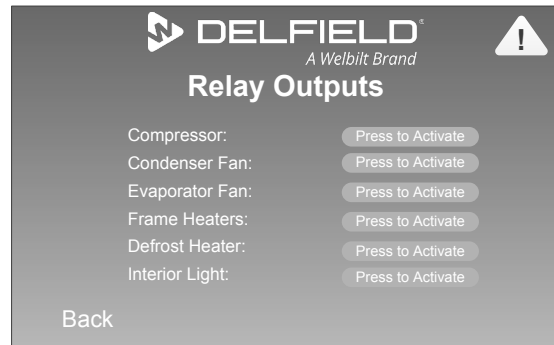 DELFIELD®
A Welbilt Brand
!
Relay Outputs
Compressor: Press to Activate
Condenser Fan: Press to Activate
Evaporator Fan: Press to Activate
Frame Heaters: Press to Activate
Defrost Heater: Press to Activate
Interior Light: Press to Activate
Back